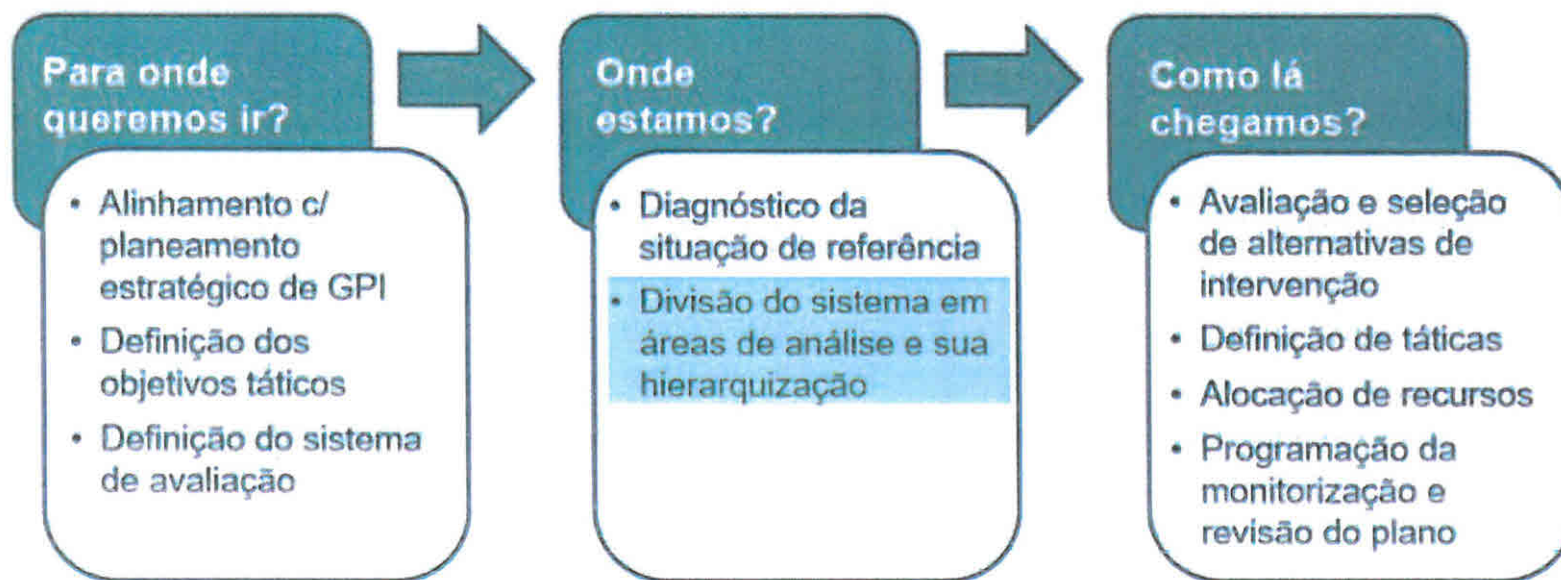 Para onde
queremos ir?
• Alinhamento c/
planeamento
estratégico de GPI
• Definição dos
objetivos táticos
• Definição do sistema
de avaliação
Onde
estamos?
• Diagnóstico da
situação de referência
• Divisão do sistema em
áreas de análise e sua
hierarquização
Como lá
chegamos?
• Avaliação e seleção
de alternativas de
intervenção
• Definição de táticas
• Alocação de recursos
• Programação da
monitorização e
revisão do plano